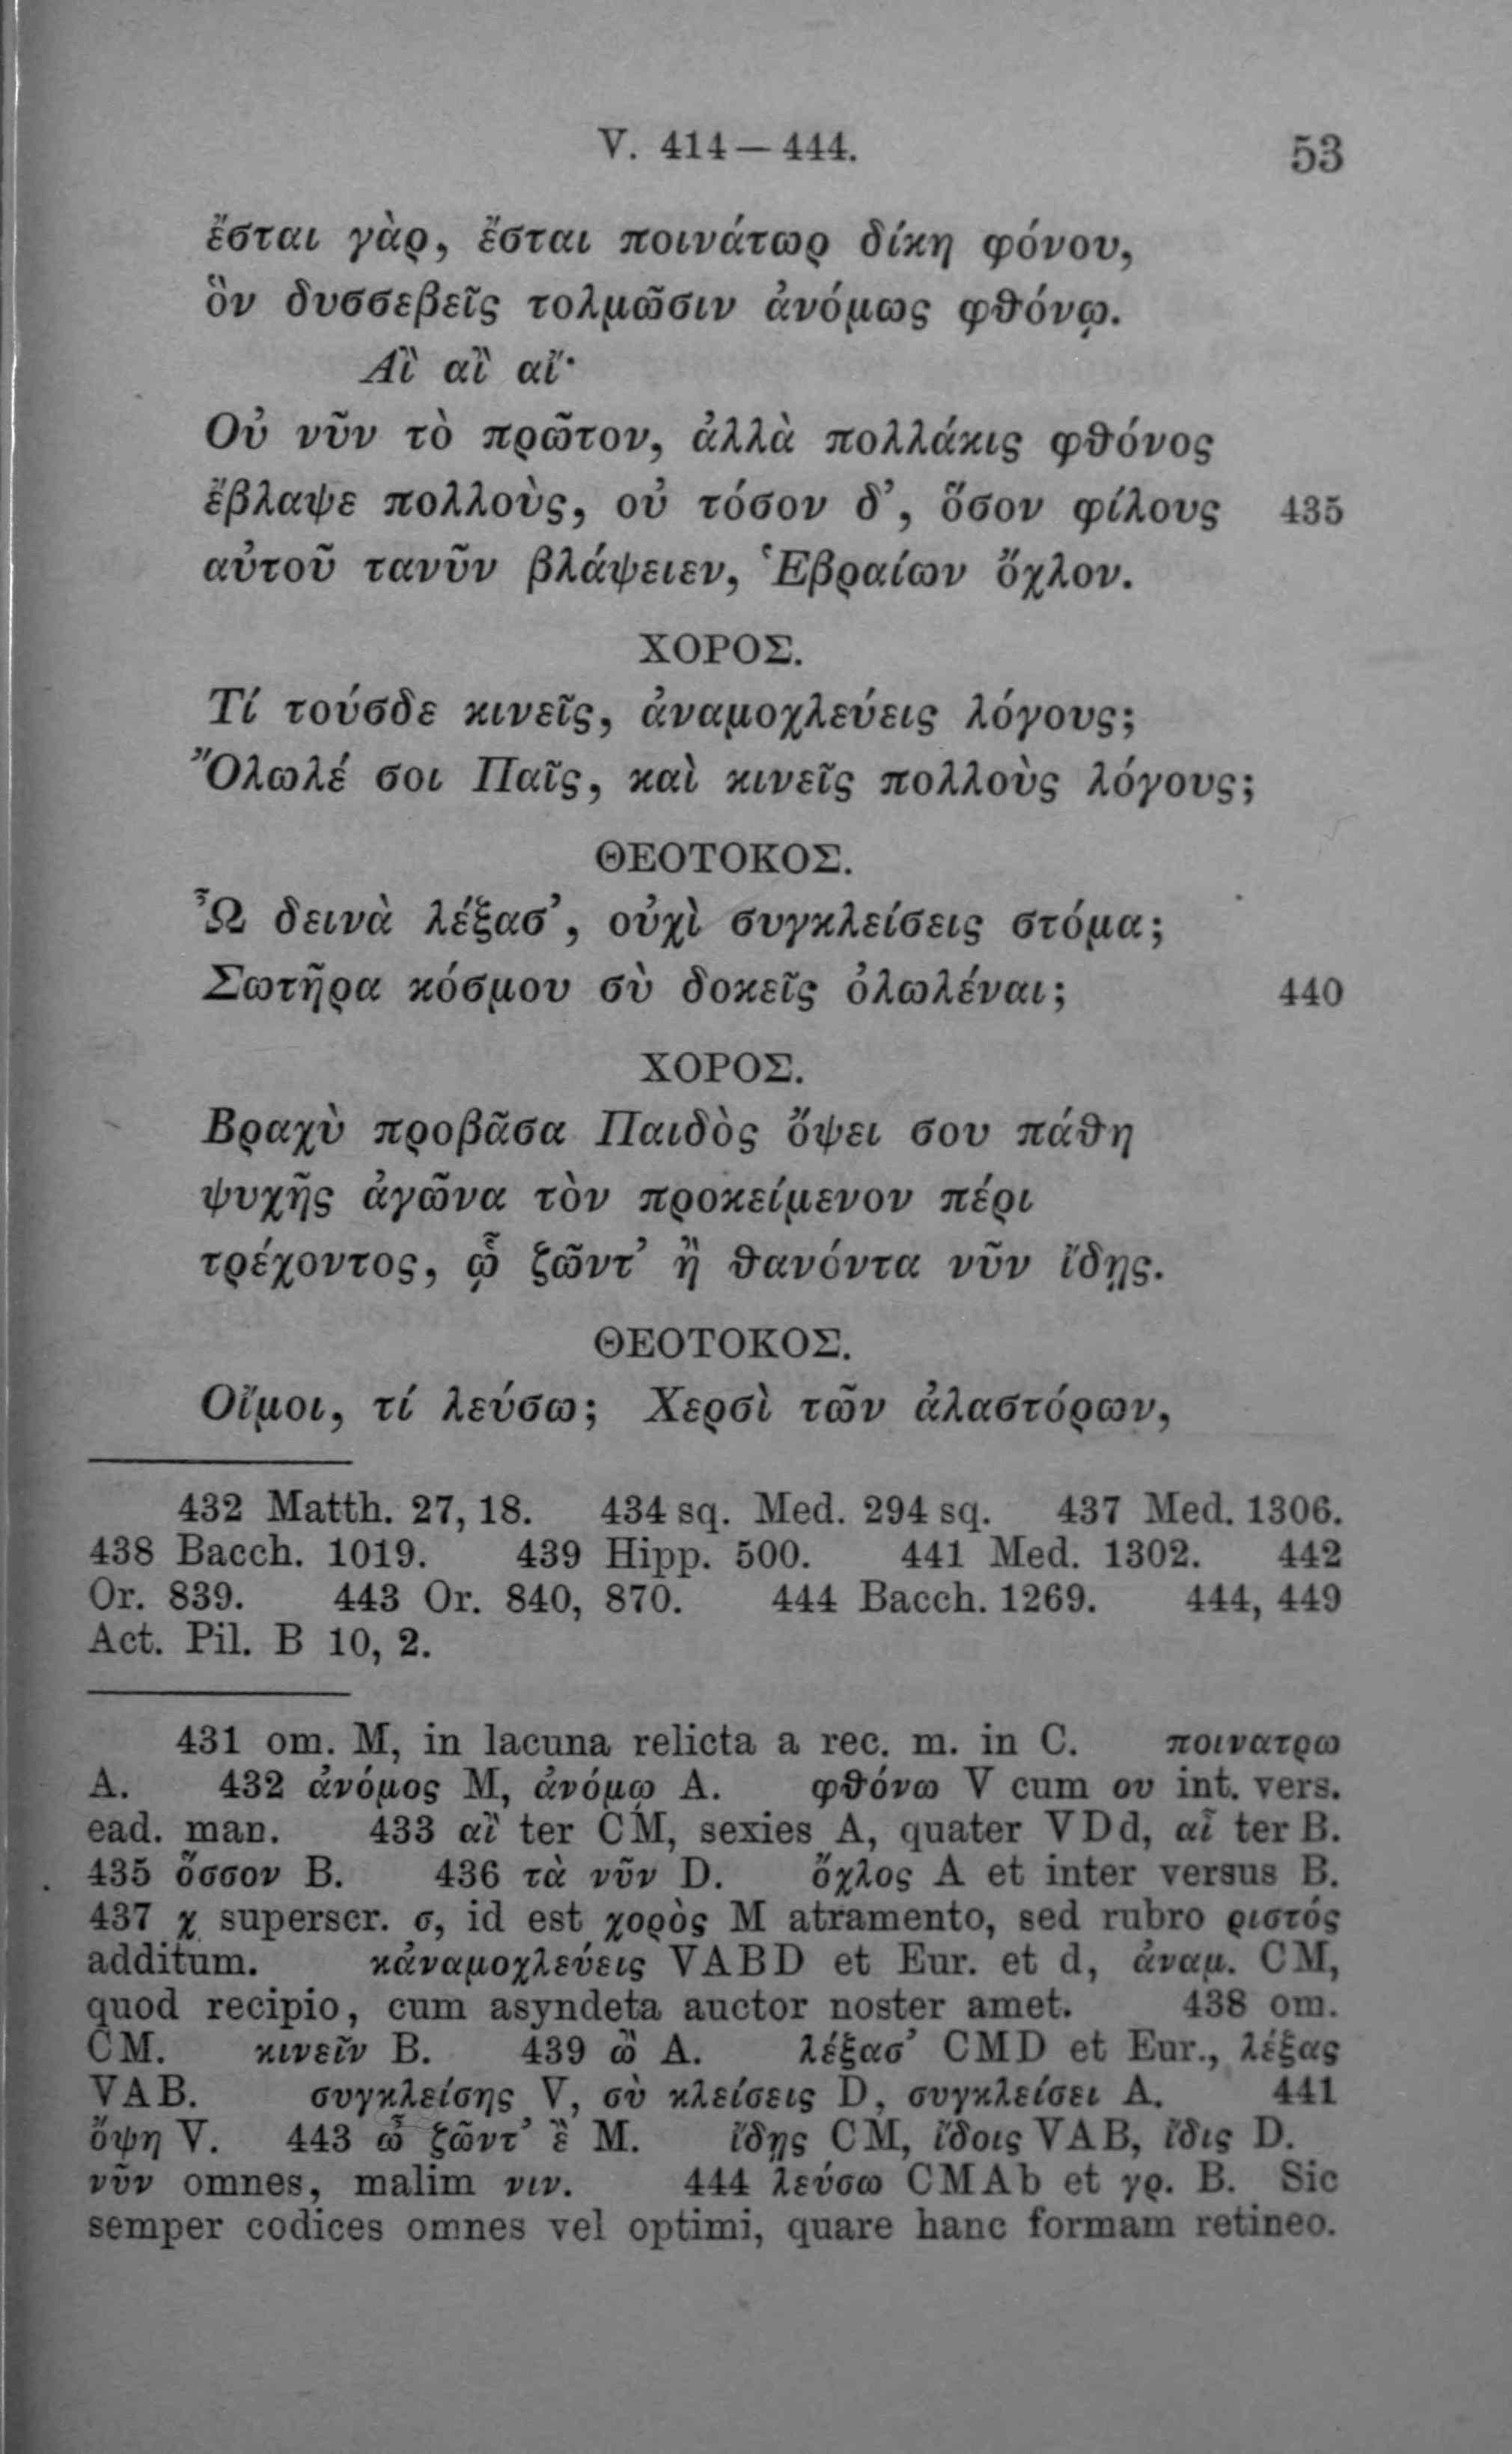 V. 414 — 444.
53
ἔσται γὰρ, ἔσται ποινάτωρ δίκη φόνου,
ὃν δυσσεβεῖς τολμῶσιν ἀνόμως φθόνῳ.
Αἲ αἲ αἴ·
Οὐ νῦν τὸ πρῶτον, ἀλλὰ πολλάκις φθόνος
ἔβλαψε πολλοὺς, οὐ τόσον δ’, ὅσον φίλους 435
αὐτοῦ τανῦν βλάψειεν, Ἑβραίων ὄχλον.
ΧΟΡΟΣ.
Τί τούσδε κινεῖς, ἀναμοχλεύεις λόγους;
Ὄλωλέ σοι Παῖς, καὶ κινεῖς πολλοὺς λόγους;
ΘΕΟΤΟΚΟΣ.
Ὦ δεινὰ λέξασ’, οὐχὶ συγκλείσεις στόμα;
Σωτῆρα κόσμου σὺ δοκεῖς ὀλωλέναι; 440
ΧΟΡΟΣ.
Βραχὺ προβᾶσα Παιδὸς ὄψει σου πάθη
ψυχῆς ἀγῶνα τὸν προκείμενον πέρι
τρέχοντος, ᾧ ζῶντ’ ἢ θανόντα νῦν ἴδῃς.
ΘΕΟΤΟΚΟΣ.
Οἴμοι, τί λεύσω; Χερσὶ τῶν ἀλαστόρων,
432 Matth. 27, 18. 434 sq. Med. 294 sq. 437 Med. 1306.
438 Bacch. 1019. 439 Hipp. 500. 441 Med. 1302. 442
Or. 839. 443 Or. 840, 870. 444 Bacch. 1269. 444, 449
Act. Pil. B 10, 2.
431 om. M, in lacuna relicta a rec. m. in C. ποινατρω
A. 432 ἀνόμος M, ἀνόμῳ A. φθόνω V cum ου int. vers.
ead. man. 433 αἲ ter CM, sexies A, quater VDd, αἶ ter B.
435 ὅσσον B. 436 τὰ νῦν D. ὄχλος A et inter versus B.
437 χ superscr. σ, id est χορὸς M atramento, sed rubro ριστός
additum. κἀναμοχλεύεις VABD et Eur. et d, ἀναμ. CM,
quod recipio, cum asyndeta auctor noster amet. 438 om.
CM. κινεῖν B. 439 ὢ A. λέξασ’ CMD et Eur., λέξας
VAB. συγκλείσης V, σὺ κλείσεις D, συγκλείσει A. 441
ὄψη V. 443 ὦ ζῶντ’ ἒ M. ἴδῃς CM, ἴδοις VAB, ἴδις D.
νῦν omnes, malim νιν. 444 λεύσω CMAb et γρ. B. Sic
semper codices omnes vel optimi, quare hanc formam retineo.